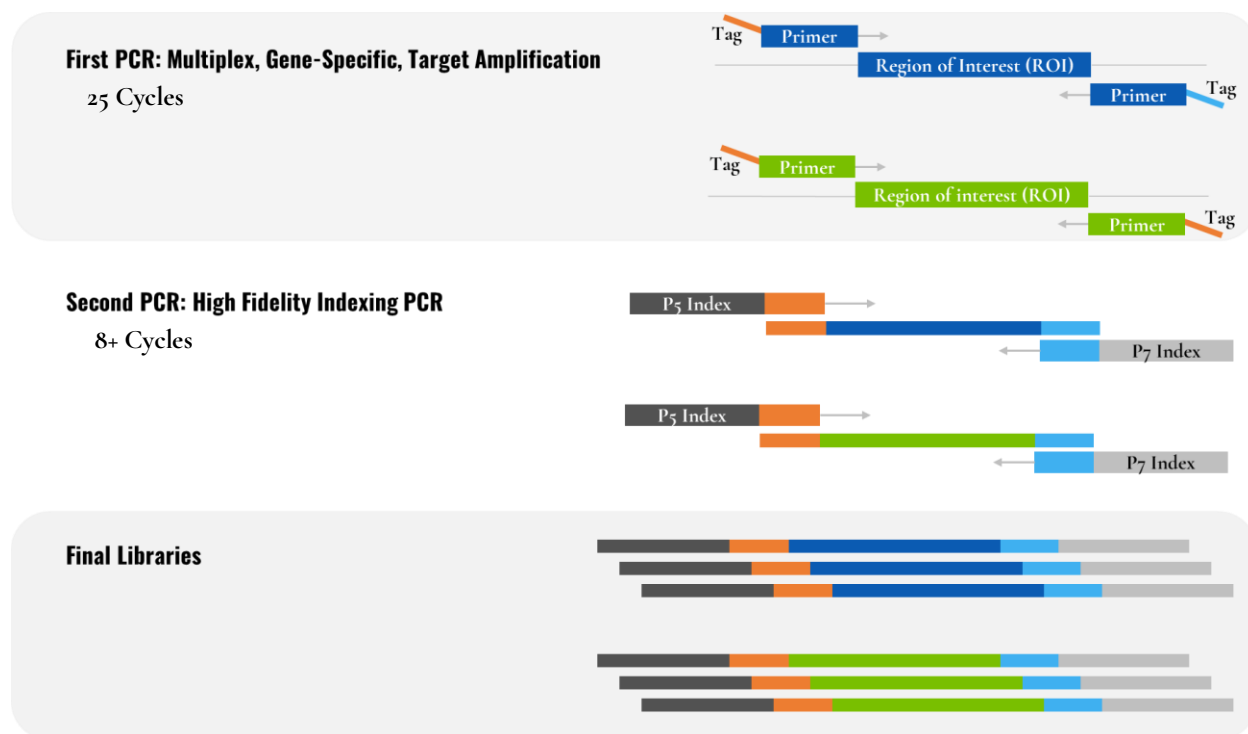 First PCR: Multiplex, Gene-Specific, Target Amplification
25 Cycles
Tag
Primer
Region of Interest (ROI)
Primer
Tag
Tag
Primer
Region of interest (ROI)
Primer
Tag
Second PCR: High Fidelity Indexing PCR
8+ Cycles
P5 Index
P7 Index
P5 Index
P7 Index
Final Libraries